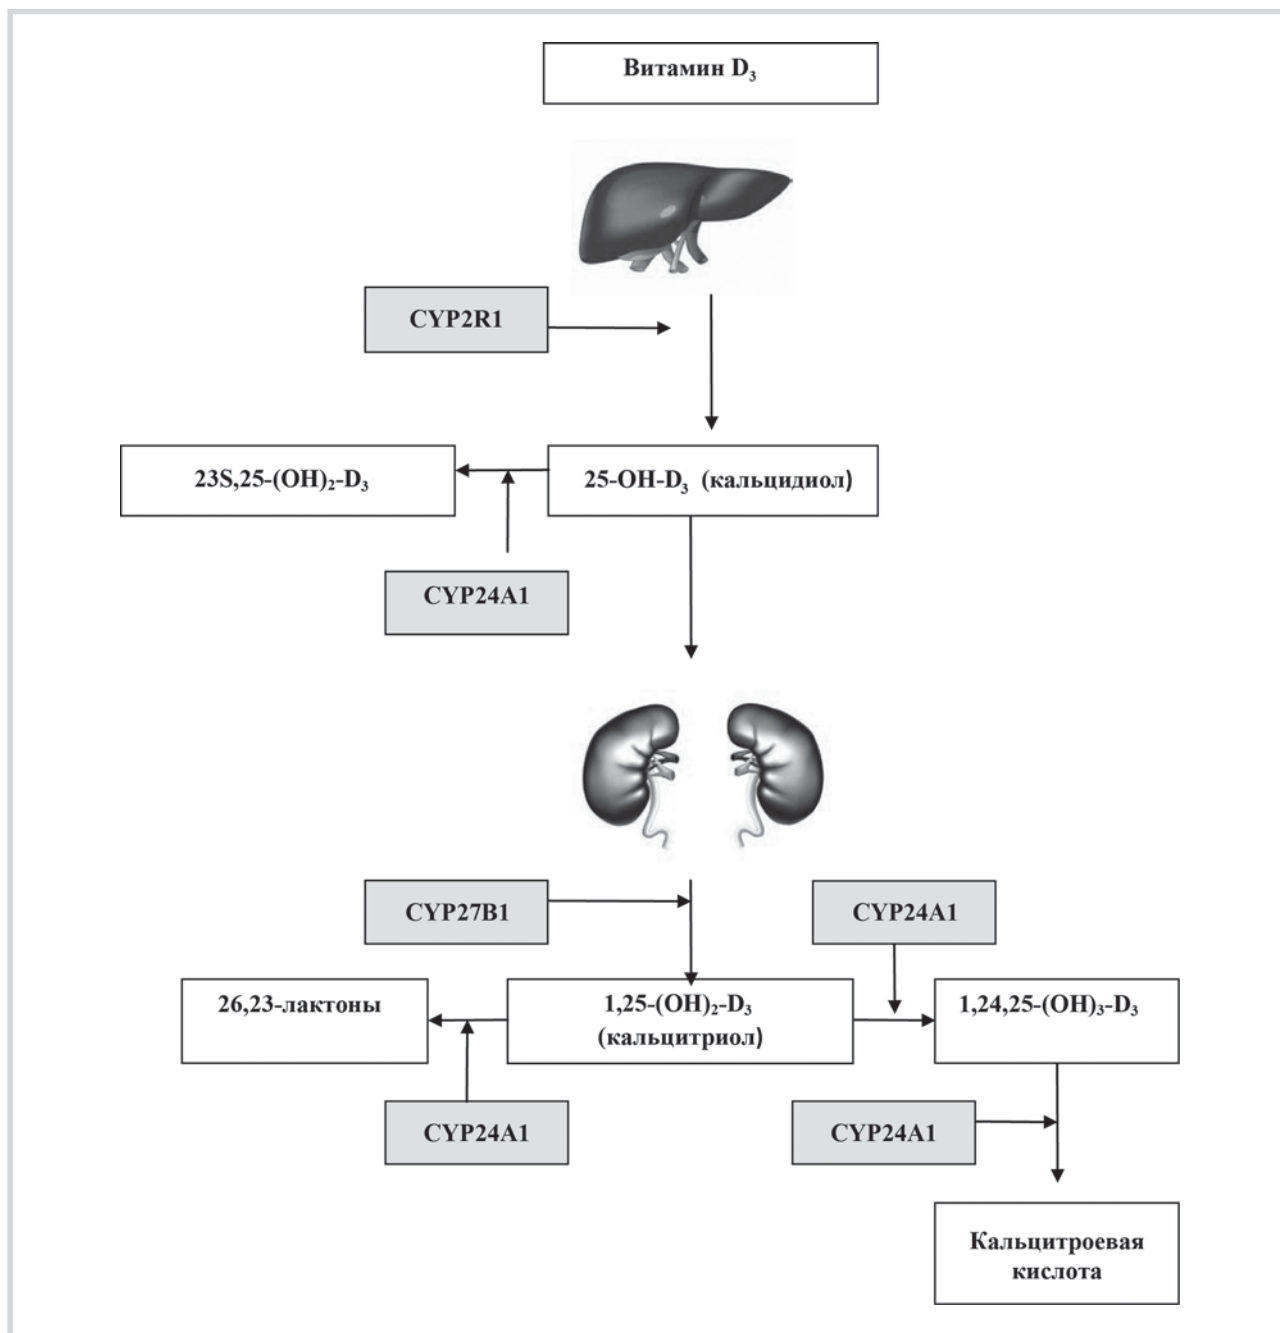 Витамин D₃
CYP2R1
23S,25-(OH)₂-D₃
25-OH-D₃ (кальцидиол)
CYP24A1
CYP27B1
CYP24A1
26,23-лактоны
1,25-(OH)₂-D₃
(кальцитриол)
1,24,25-(OH)₃-D₃
CYP24A1
CYP24A1
Кальцитроевая
кислота